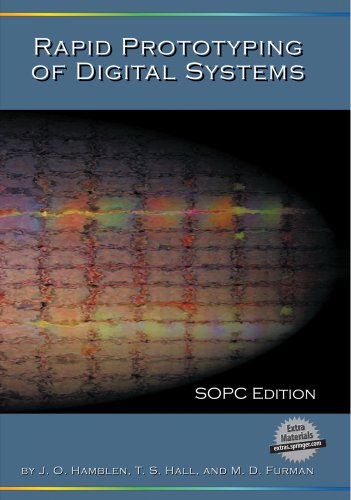 Rapid Prototyping
of Digital Systems
SOPC Edition
Extra
Materials
extras.springer.com
by J. O. Hamblen, T. S. Hall, and M. D. Furman